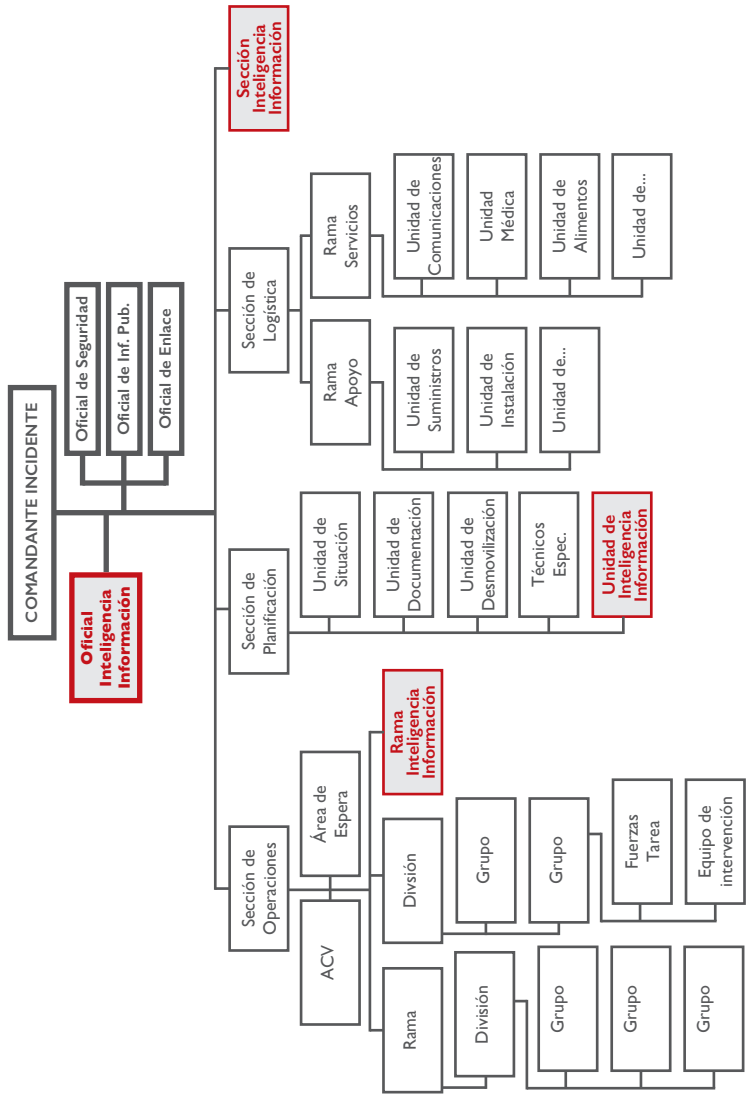 COMANDANTE INCIDENTE
Oficial
Inteligencia
Información
Oficial de Seguridad
Oficial de Inf. Pub.
Oficial de Enlace
Sección de
Operaciones
ACV
Área de
Espera
Rama
División
Grupo
Grupo
Grupo
División
Grupo
Grupo
Fuerzas
Tarea
Equipo de
intervención
Rama
Inteligencia
Información
Sección de
Planificación
Unidad de
Situación
Unidad de
Documentación
Unidad de
Desmovilización
Técnicos
Espec.
Unidad de
Inteligencia
Información
Sección de
Logística
Rama
Apoyo
Unidad de
Suministros
Unidad de
Instalación
Unidad de...
Rama
Servicios
Unidad de
Comunicaciones
Unidad
Médica
Unidad de
Alimentos
Unidad de...
Sección
Inteligencia
Información